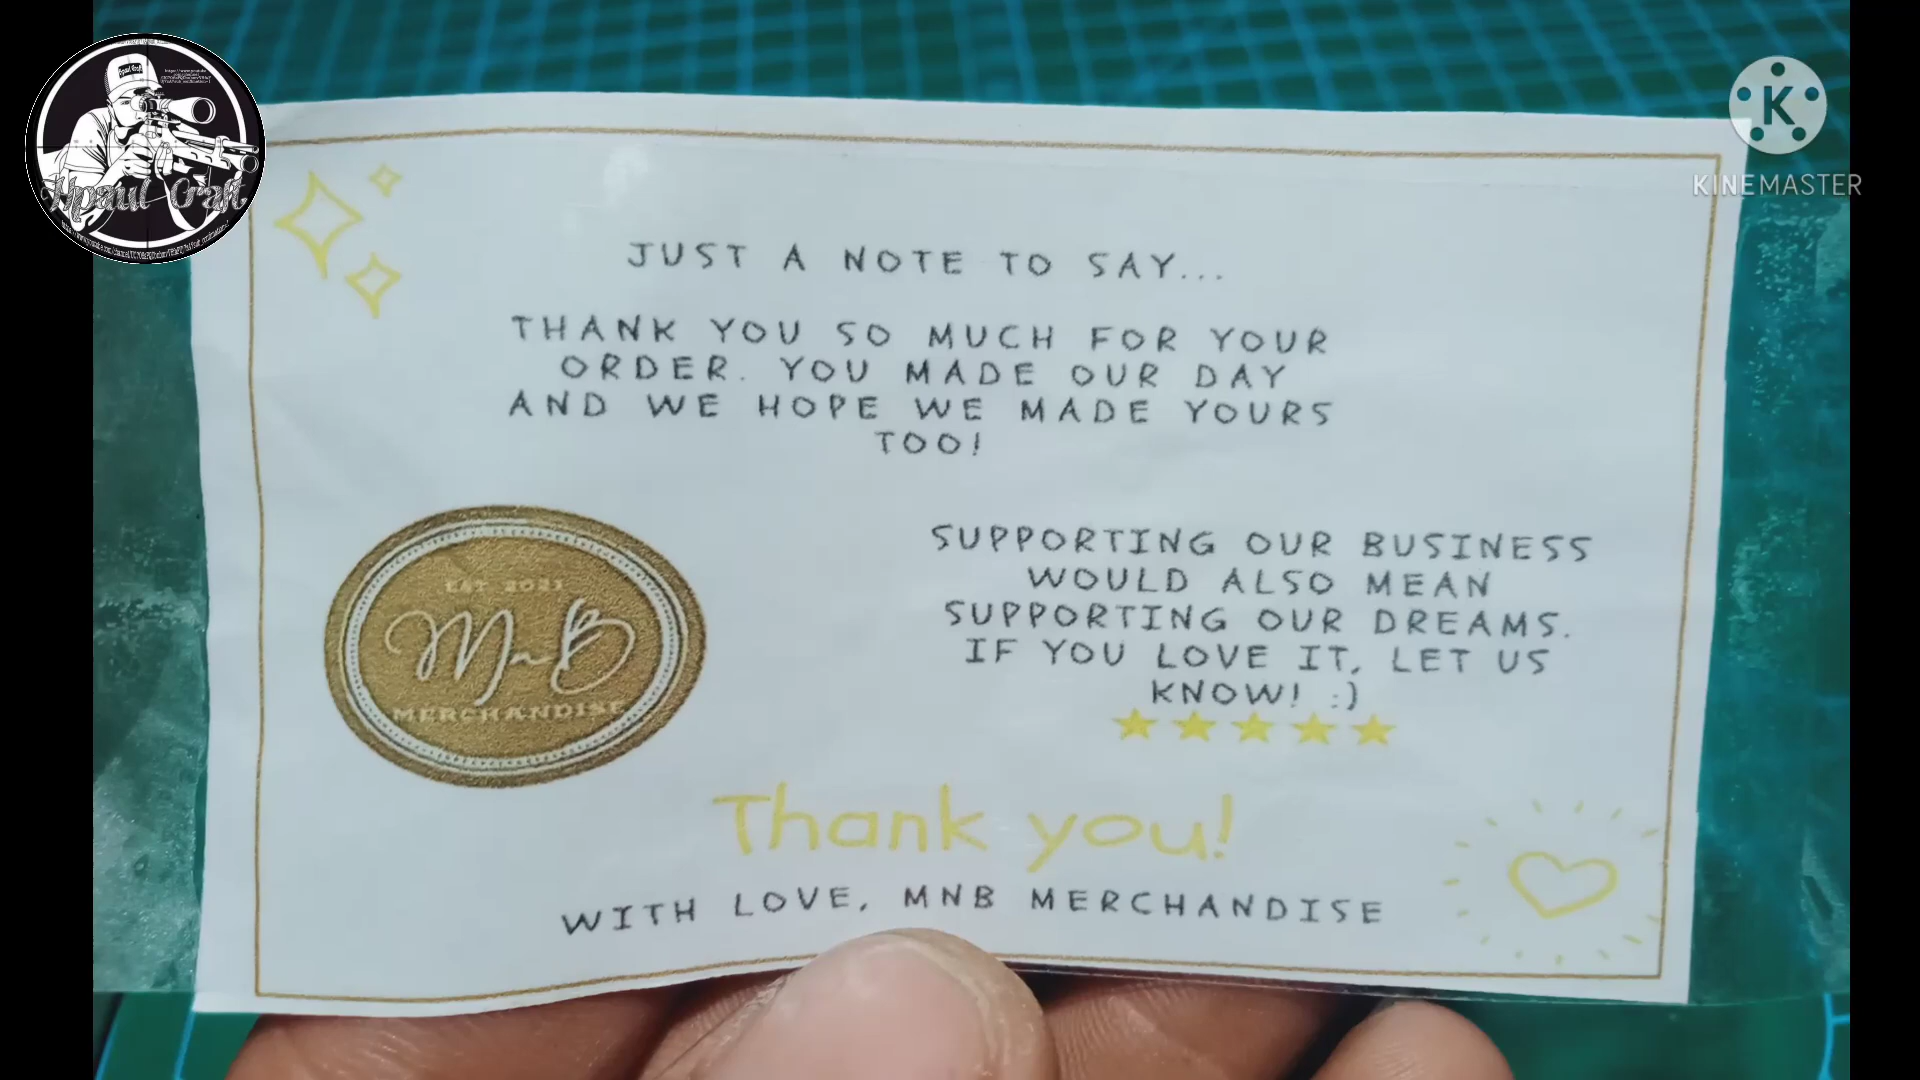 Hpaul Craft
KINEMASTER
JUST A NOTE TO SAY...
THANK YOU SO MUCH FOR YOUR
ORDER. YOU MADE OUR DAY
AND WE HOPE WE MADE YOURS
TOO!
EST 2021
MnB
MERCHANDISE
SUPPORTING OUR BUSINESS
WOULD ALSO MEAN
SUPPORTING OUR DREAMS.
IF YOU LOVE IT, LET US
KNOW! :)
Thank you!
WITH LOVE, MNB MERCHANDISE